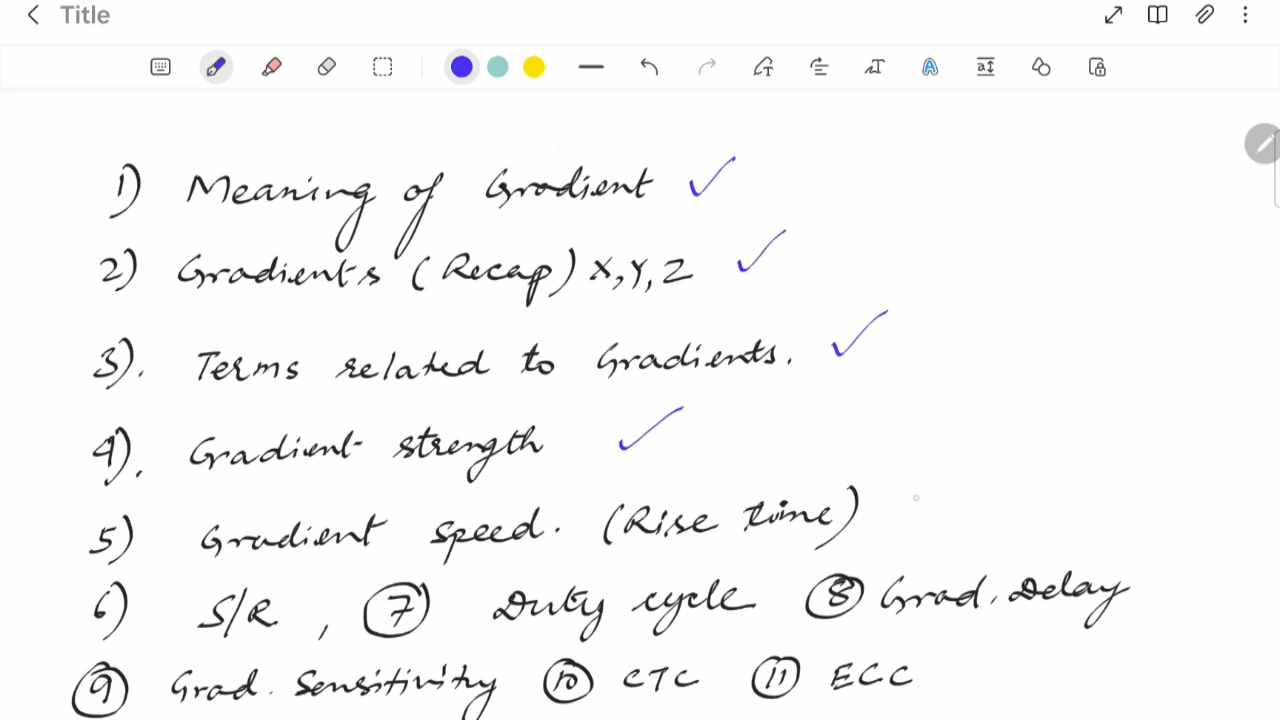 Title
1) Meaning of Gradient ✓
2) Gradients (Recap) X, Y, Z ✓
3). Terms related to Gradients. ✓
4). Gradient strength ✓
5) Gradient speed. (Rise time)
6) S/R , ⑦ Duty cycle ⑧ Grad. Delay
⑨ Grad. Sensitivity ⑩ CTC ⑪ ECC